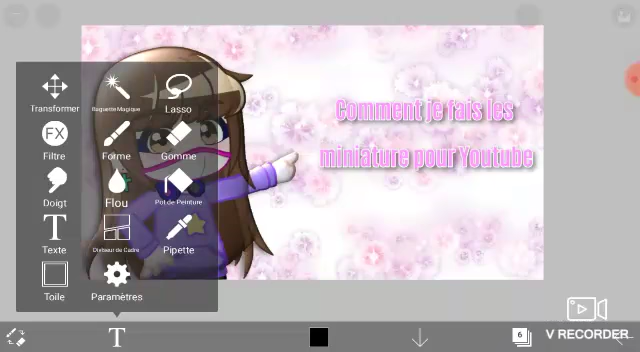 Transformer
Baguette Magique
Lasso
FX
Filtre
Forme
Gomme
Doigt
Flou
Pot de Peinture
T
Texte
Diviseur de Cadre
Pipette
Toile
Paramètres
Comment je fais les
miniature pour Youtube
T
6
V RECORDER